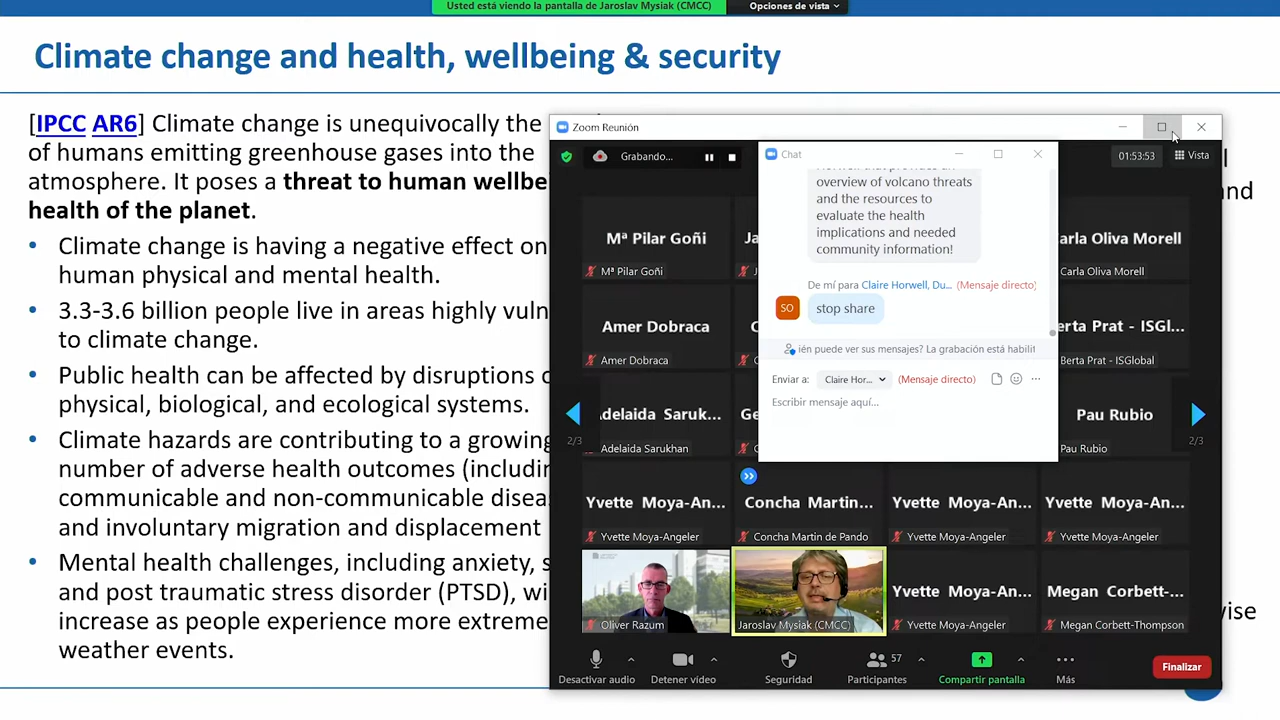 Usted está viendo la pantalla de Jaroslav Mysiak (CMCC)
Opciones de vista
Climate change and health, wellbeing & security
[IPCC AR6] Climate change is unequivocally the
of humans emitting greenhouse gases into the
atmosphere. It poses a threat to human wellbe
health of the planet.
• Climate change is having a negative effect on
human physical and mental health.
• 3.3-3.6 billion people live in areas highly vuln
to climate change.
• Public health can be affected by disruptions
physical, biological, and ecological systems.
• Climate hazards are contributing to a growing
number of adverse health outcomes (includin
communicable and non-communicable disea
and involuntary migration and displacement
• Mental health challenges, including anxiety, s
and post traumatic stress disorder (PTSD), wi
increase as people experience more extreme
weather events.
and
wise
Zoom Reunión
Grabando...
01:53:53
Vista
Chat
overview of volcano threats
and the resources to
evaluate the health
implications and needed
community information!
De mí para Claire Horwell, Du... (Mensaje directo)
SO
stop share
ién puede ver sus mensajes? La grabación está habilit
Enviar a:
Claire Hor...
(Mensaje directo)
Escribir mensaje aquí...
Mª Pilar Goñi
Mª Pilar Goñi
Ja
arla Oliva Morell
Carla Oliva Morell
Amer Dobraca
Amer Dobraca
erta Prat - ISGl...
Berta Prat - ISGlobal
Adelaida Saruk...
Adelaida Sarukhan
Ge
Pau Rubio
Pau Rubio
2/3
2/3
Yvette Moya-An...
Yvette Moya-Angeler
Concha Martin...
Concha Martin de Pando
Yvette Moya-An...
Yvette Moya-Angeler
Yvette Moya-An...
Yvette Moya-Angeler
Oliver Razum
Jaroslav Mysiak (CMCC)
Yvette Moya-An...
Yvette Moya-Angeler
Megan Corbett-...
Megan Corbett-Thompson
Desactivar audio
Detener vídeo
Seguridad
57
Participantes
Compartir pantalla
Más
Finalizar